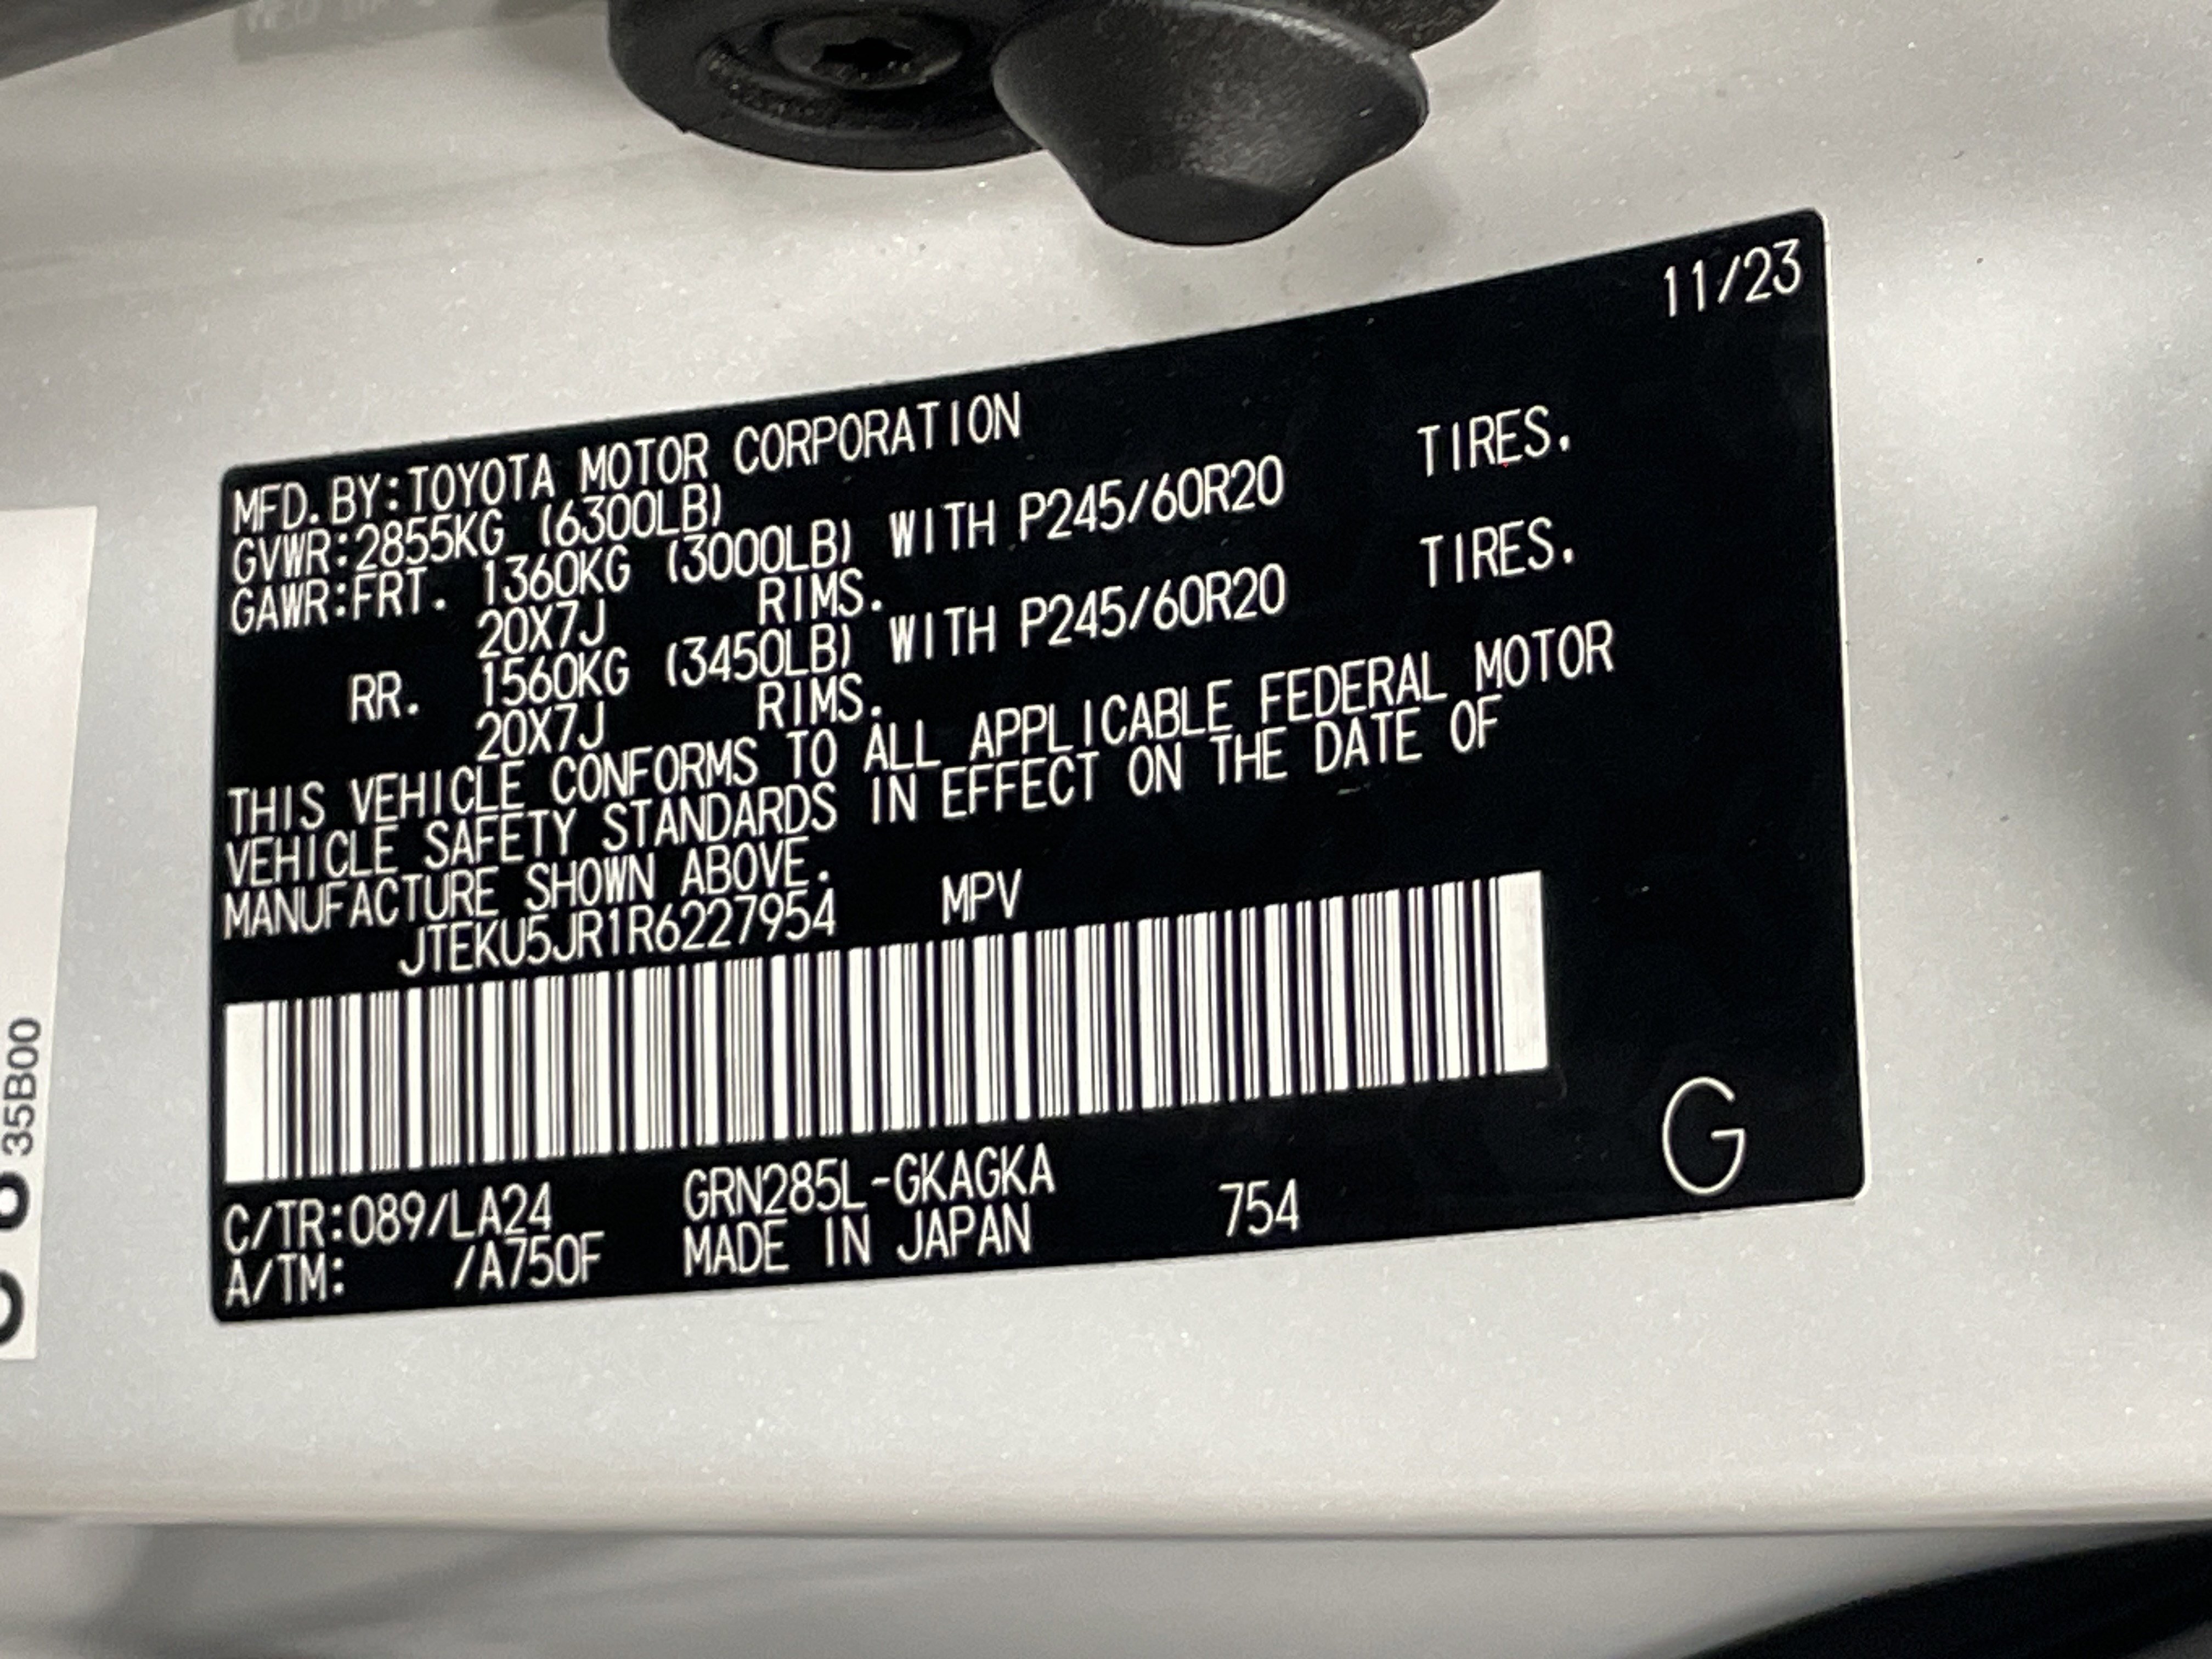 11/23
MFD.BY:TOYOTA MOTOR CORPORATION
GVWR:2855KG (6300LB)
GAWR:FRT. 1360KG (3000LB) WITH P245/60R20 TIRES.
20X7J RIMS.
RR. 1560KG (3450LB) WITH P245/60R20 TIRES.
20X7J RIMS.
THIS VEHICLE CONFORMS TO ALL APPLICABLE FEDERAL MOTOR
VEHICLE SAFETY STANDARDS IN EFFECT ON THE DATE OF
MANUFACTURE SHOWN ABOVE.
JTEKU5JR1R6227954 MPV
C/TR:089/LA24 GRN285L-GKAGKA
A/TM: /A750F MADE IN JAPAN 754
G
35B00